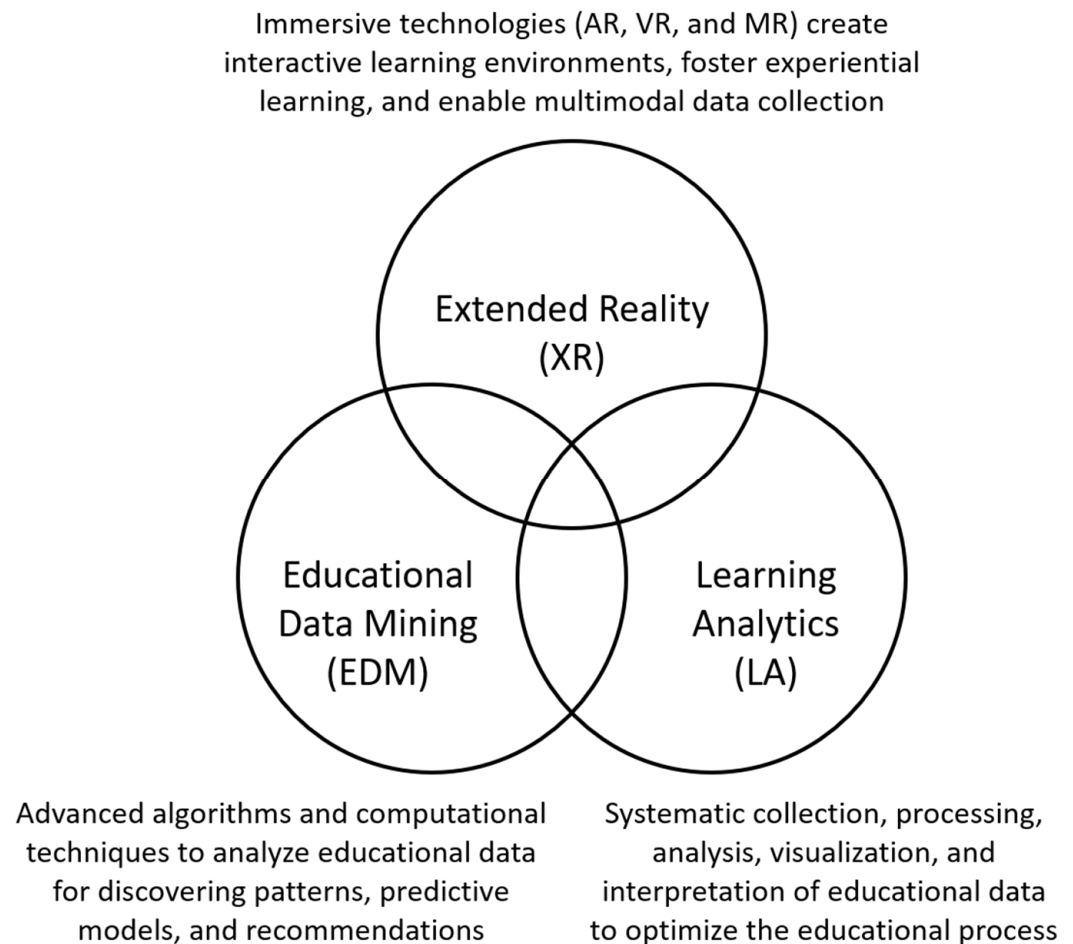 Immersive technologies (AR, VR, and MR) create
interactive learning environments, foster experiential
learning, and enable multimodal data collection
Extended Reality
(XR)
Educational
Data Mining
(EDM)
Learning
Analytics
(LA)
Advanced algorithms and computational
techniques to analyze educational data
for discovering patterns, predictive
models, and recommendations
Systematic collection, processing,
analysis, visualization, and
interpretation of educational data
to optimize the educational process